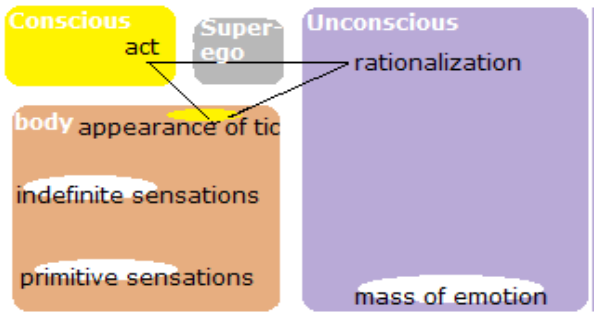 Conscious
act
Super-
ego
Unconscious
rationalization
body
appearance of tic
indefinite sensations
primitive sensations
mass of emotion